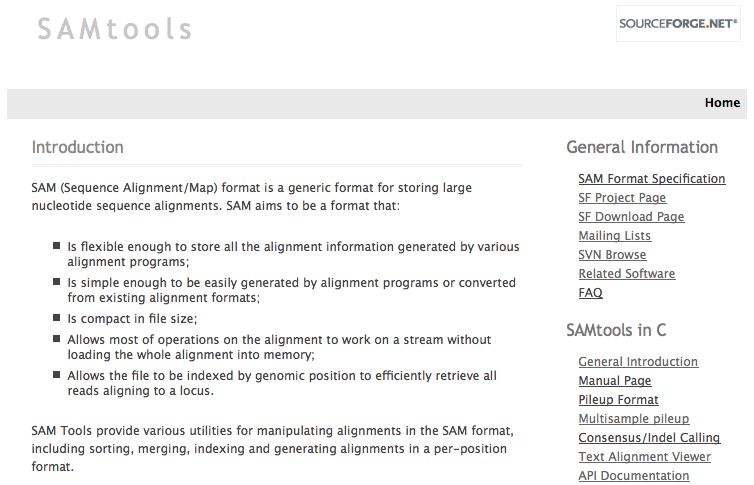 SAMtools
SOURCEFORGE.NET®
Home
Introduction
SAM (Sequence Alignment/Map) format is a generic format for storing large
nucleotide sequence alignments. SAM aims to be a format that:
Is flexible enough to store all the alignment information generated by various
alignment programs;
Is simple enough to be easily generated by alignment programs or converted
from existing alignment formats;
Is compact in file size;
Allows most of operations on the alignment to work on a stream without
loading the whole alignment into memory;
Allows the file to be indexed by genomic position to efficiently retrieve all
reads aligning to a locus.
SAM Tools provide various utilities for manipulating alignments in the SAM format,
including sorting, merging, indexing and generating alignments in a per-position
format.
General Information
SAM Format Specification
SF Project Page
SF Download Page
Mailing Lists
SVN Browse
Related Software
FAQ
SAMtools in C
General Introduction
Manual Page
Pileup Format
Multisample pileup
Consensus/Indel Calling
Text Alignment Viewer
API Documentation